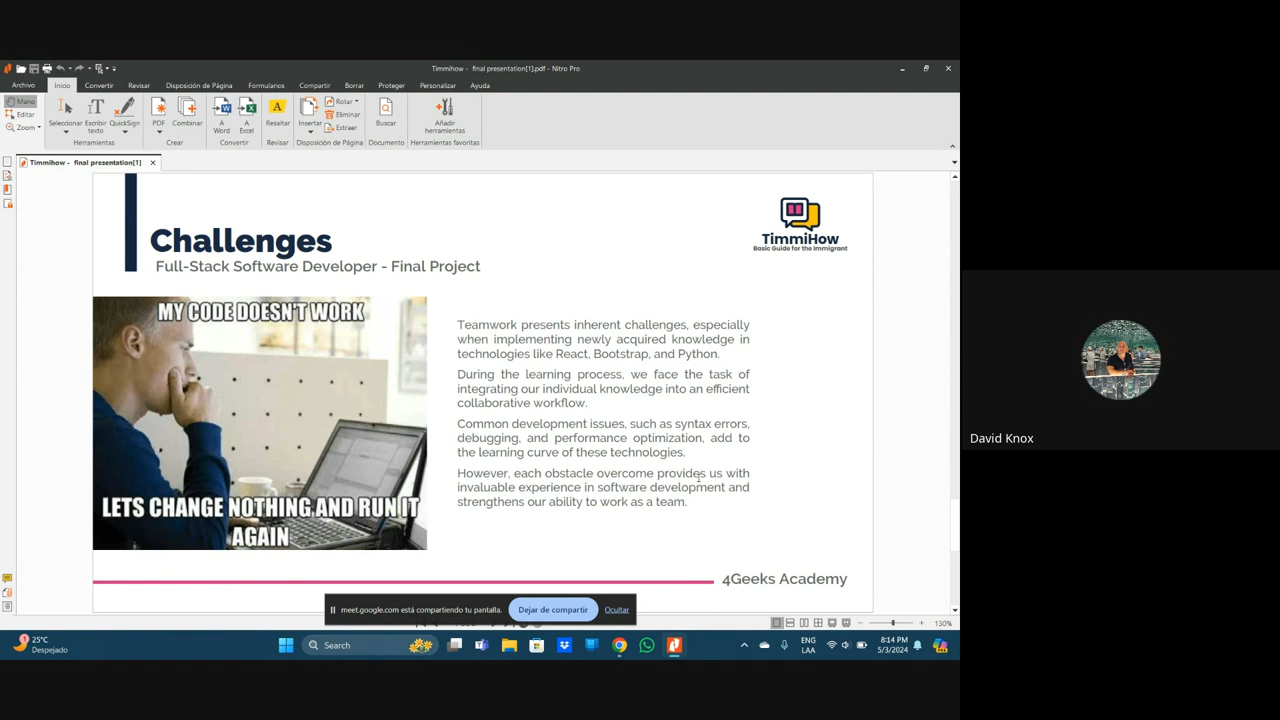 Timmihow - final presentation[1].pdf - Nitro Pro
Archivo Inicio Convertir Revisar Disposición de Página Formularios Compartir Borrar Proteger Personalizar Ayuda
Mano
Editar
Zoom
Seleccionar
Escribir texto
QuickSign
Herramientas
PDF
Combinar
Crear
A Word
A Excel
Convertir
Resaltar
Revisar
Insertar
Rotar
Eliminar
Extraer
Disposición de Página
Buscar
Documento
Añadir herramientas
Herramientas favoritas
Timmihow - final presentation[1]
Challenges
Full-Stack Software Developer - Final Project
TimmiHow
Basic Guide for the Immigrant
MY CODE DOESN'T WORK
LETS CHANGE NOTHING AND RUN IT
AGAIN
Teamwork presents inherent challenges, especially
when implementing newly acquired knowledge in
technologies like React, Bootstrap, and Python.
During the learning process, we face the task of
integrating our individual knowledge into an efficient
collaborative workflow.
Common development issues, such as syntax errors,
debugging, and performance optimization, add to
the learning curve of these technologies.
However, each obstacle overcome provides us with
invaluable experience in software development and
strengthens our ability to work as a team.
4Geeks Academy
meet.google.com está compartiendo tu pantalla. Dejar de compartir Ocultar
130%
1
25°C
Despejado
Search
ENG
LAA
8:14 PM
5/3/2024
David Knox